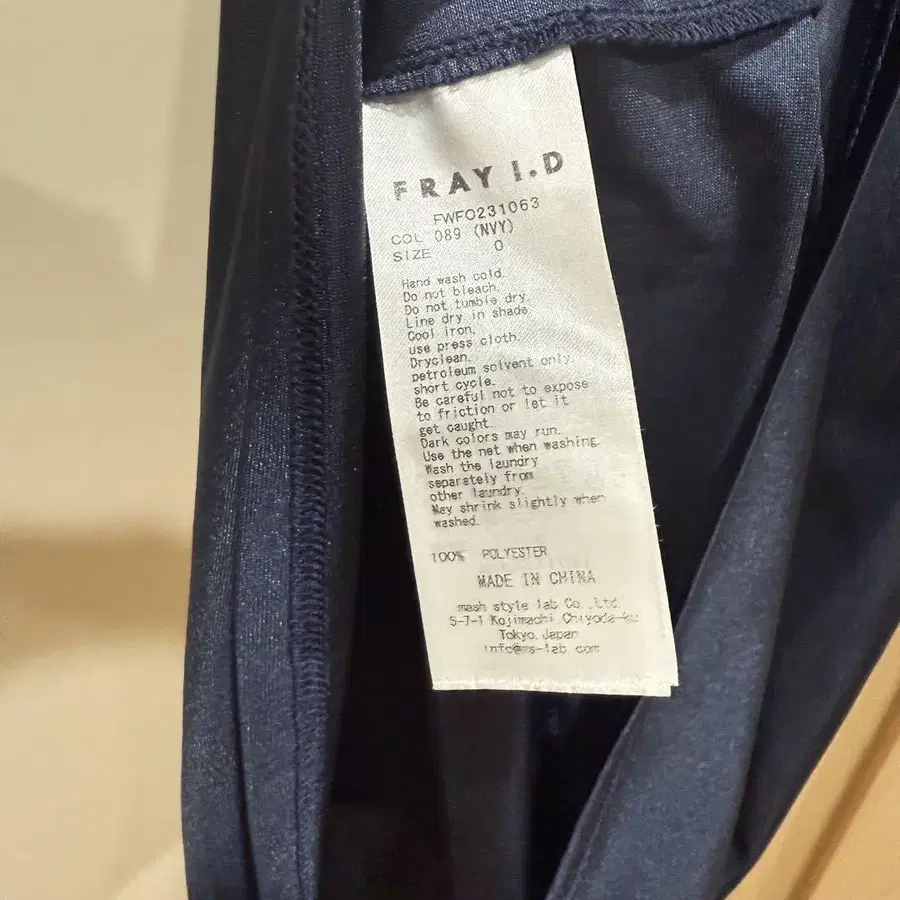 FRAY I.D
FWFO231063
COL 089 (NVY)
SIZE 0
Hand wash cold.
Do not bleach.
Do not tumble dry.
Line dry in shade.
Cool iron,
use press cloth.
Dryclean.
petroleum solvent only.
short cycle.
Be careful not to expose
to friction or let it
get caught.
Dark colors may run.
Use the net when washing.
Wash the laundry
separately from
other laundry.
May shrink slightly when
washed.
100% POLYESTER
MADE IN CHINA
mash style lab Co.,Ltd.
5-7-1 Kojimachi Chiyoda-ku
Tokyo Japan
info@ms-lab.com